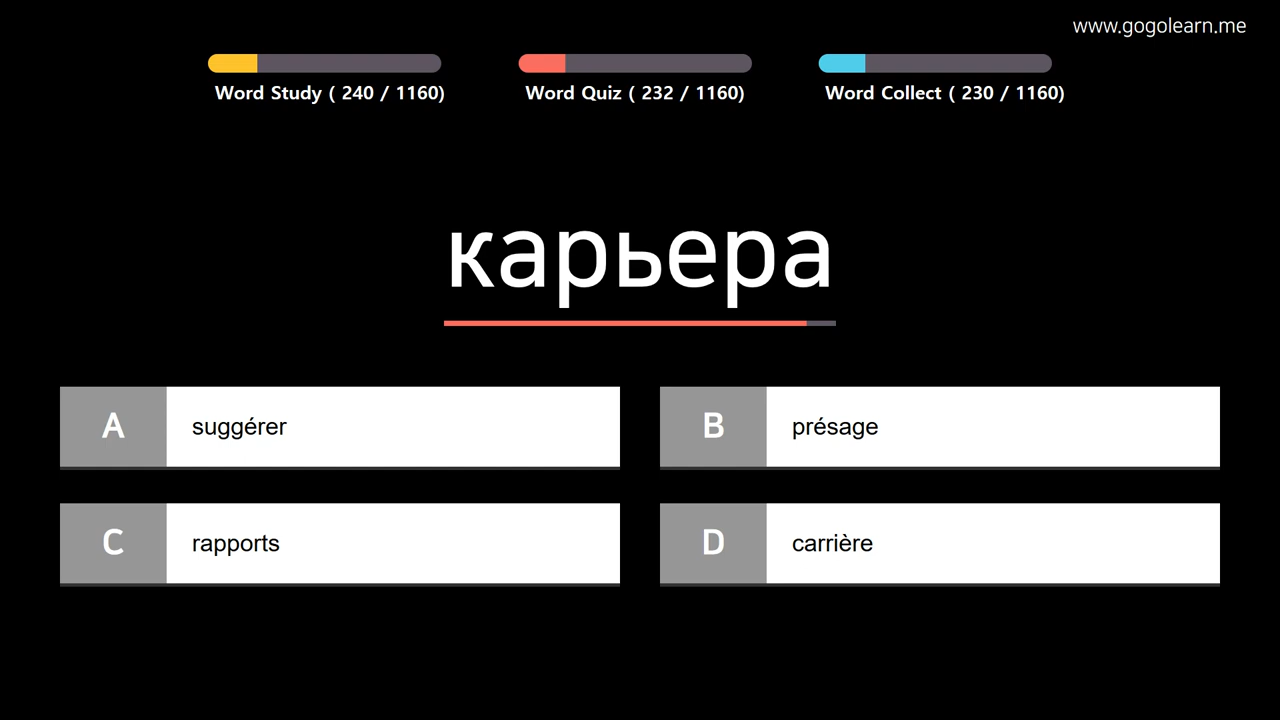 www.gogolearn.me
Word Study ( 240 / 1160)
Word Quiz ( 232 / 1160)
Word Collect ( 230 / 1160)
карьера
A suggérer
B présage
C rapports
D carrière